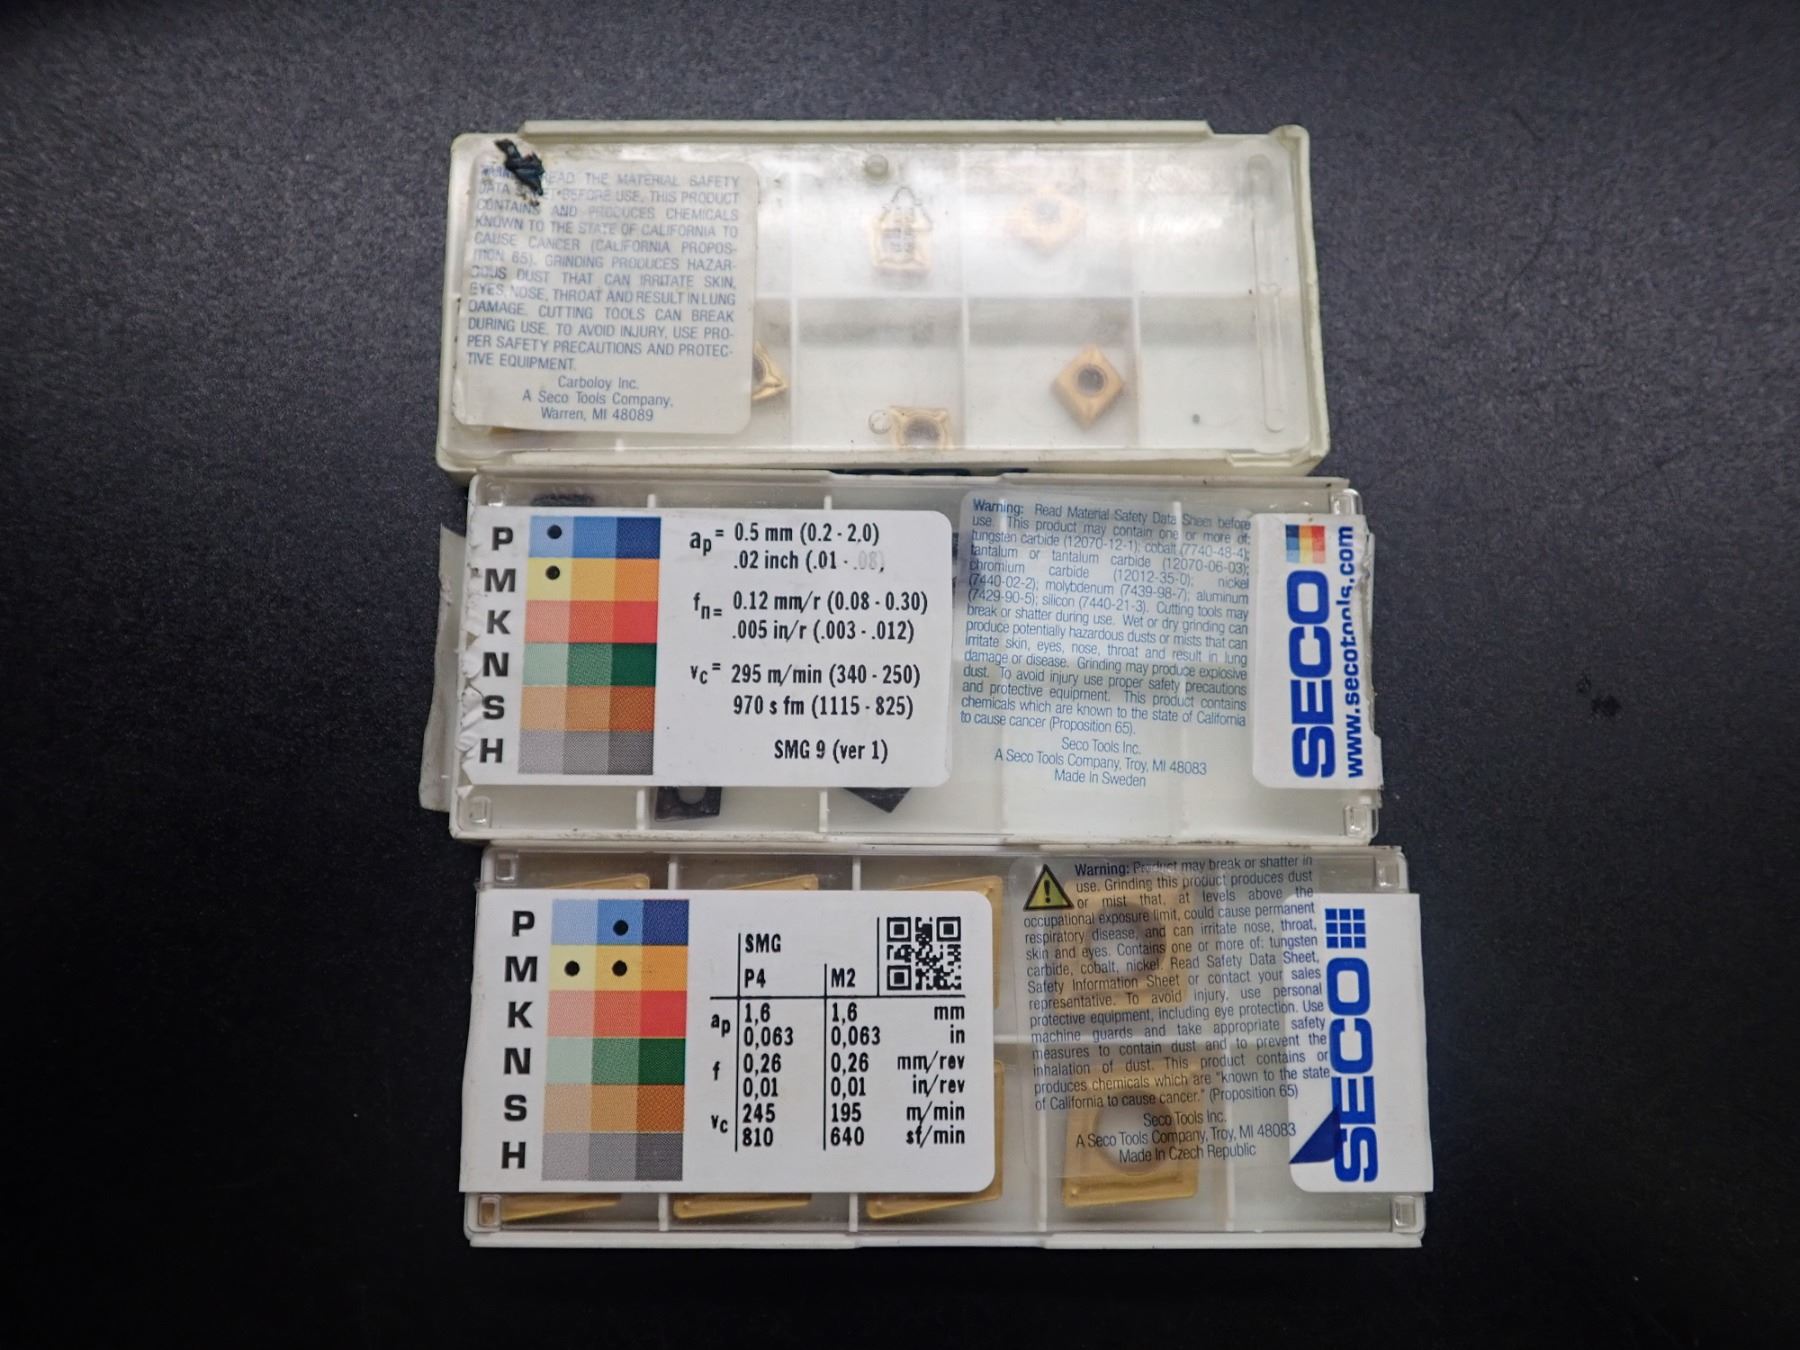 READ THE MATERIAL SAFETY
DATA BEFORE USE. THIS PRODUCT
CONTAINS AND PRODUCES CHEMICALS
KNOWN TO THE STATE OF CALIFORNIA TO
CAUSE CANCER (CALIFORNIA PROPOS-
ITION 65). GRINDING PRODUCES HAZAR-
DOUS DUST THAT CAN IRRITATE SKIN,
EYES, NOSE, THROAT AND RESULT IN LUNG
DAMAGE. CUTTING TOOLS CAN BREAK
DURING USE. TO AVOID INJURY, USE PRO-
PER SAFETY PRECAUTIONS AND PROTEC-
TIVE EQUIPMENT.
Carboloy Inc.
A Seco Tools Company,
Warren, MI 48089
P
M
K
N
S
H
ap = 0.5 mm (0.2 - 2.0)
.02 inch (.01 - .08)
fn = 0.12 mm/r (0.08 - 0.30)
.005 in/r (.003 - .012)
vc = 295 m/min (340 - 250)
970 s fm (1115 - 825)
SMG 9 (ver 1)
Warning: Read Material Safety Data Sheet before
use. This product may contain one or more of:
tungsten carbide (12070-12-1); cobalt (7740-48-4);
tantalum or tantalum carbide (12070-06-03);
chromium carbide (12012-35-0); nickel
(7440-02-2); molybdenum (7439-98-7); aluminum
(7429-90-5); silicon (7440-21-3). Cutting tools may
break or shatter during use. Wet or dry grinding can
produce potentially hazardous dusts or mists that can
irritate skin, eyes, nose, throat and result in lung
damage or disease. Grinding may produce explosive
dust. To avoid injury use proper safety precautions
and protective equipment. This product contains
chemicals which are known to the state of California
to cause cancer (Proposition 65).
Seco Tools Inc.
A Seco Tools Company, Troy, MI 48083
Made in Sweden
SECO
www.secotools.com
P
M
K
N
S
H
SMG
P4 M2
ap 1,6 1,6 mm
0,063 0,063 in
f 0,26 0,26 mm/rev
0,01 0,01 in/rev
vc 245 195 m/min
810 640 sf/min
Warning: Product may break or shatter in
use. Grinding this product produces dust
or mist that, at levels above the
occupational exposure limit, could cause permanent
respiratory disease, and can irritate nose, throat,
skin and eyes. Contains one or more of: tungsten
carbide, cobalt, nickel. Read Safety Data Sheet,
Safety Information Sheet or contact your sales
representative. To avoid injury, use personal
protective equipment, including eye protection. Use
machine guards and take appropriate safety
measures to contain dust and to prevent the
inhalation of dust. This product contains or
produces chemicals which are "known to the state
of California to cause cancer." (Proposition 65)
Seco Tools Inc.
A Seco Tools Company, Troy, MI 48083
Made In Czech Republic
SECO